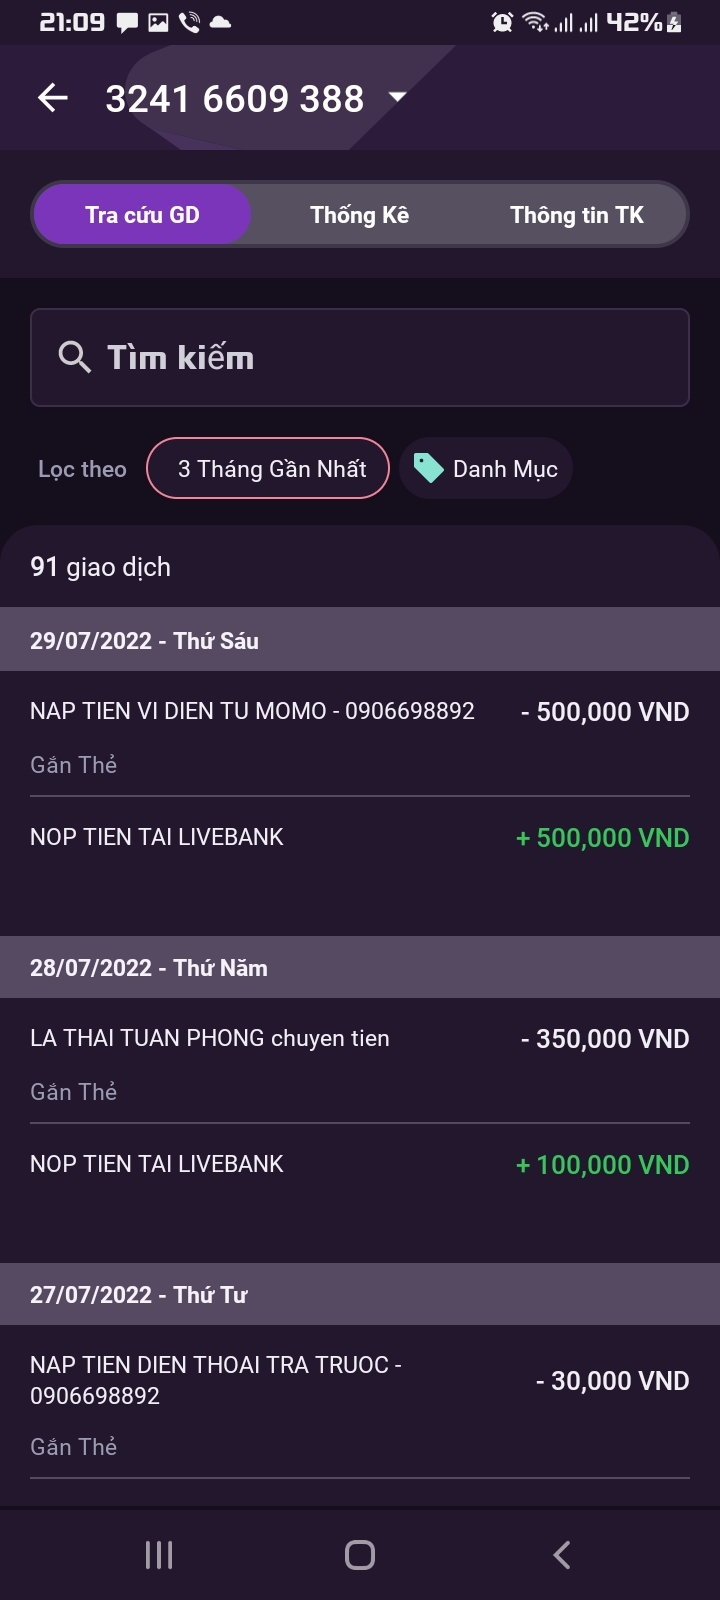 21:09 42%
3241 6609 388
Tra cứu GD Thống Kê Thông tin TK
Tìm kiếm
Lọc theo 3 Tháng Gần Nhất Danh Mục
91 giao dịch
29/07/2022 - Thứ Sáu
NAP TIEN VI DIEN TU MOMO - 0906698892 - 500,000 VND
Gắn Thẻ
NOP TIEN TAI LIVEBANK + 500,000 VND
28/07/2022 - Thứ Năm
LA THAI TUAN PHONG chuyen tien - 350,000 VND
Gắn Thẻ
NOP TIEN TAI LIVEBANK + 100,000 VND
27/07/2022 - Thứ Tư
NAP TIEN DIEN THOAI TRA TRUOC -
0906698892 - 30,000 VND
Gắn Thẻ